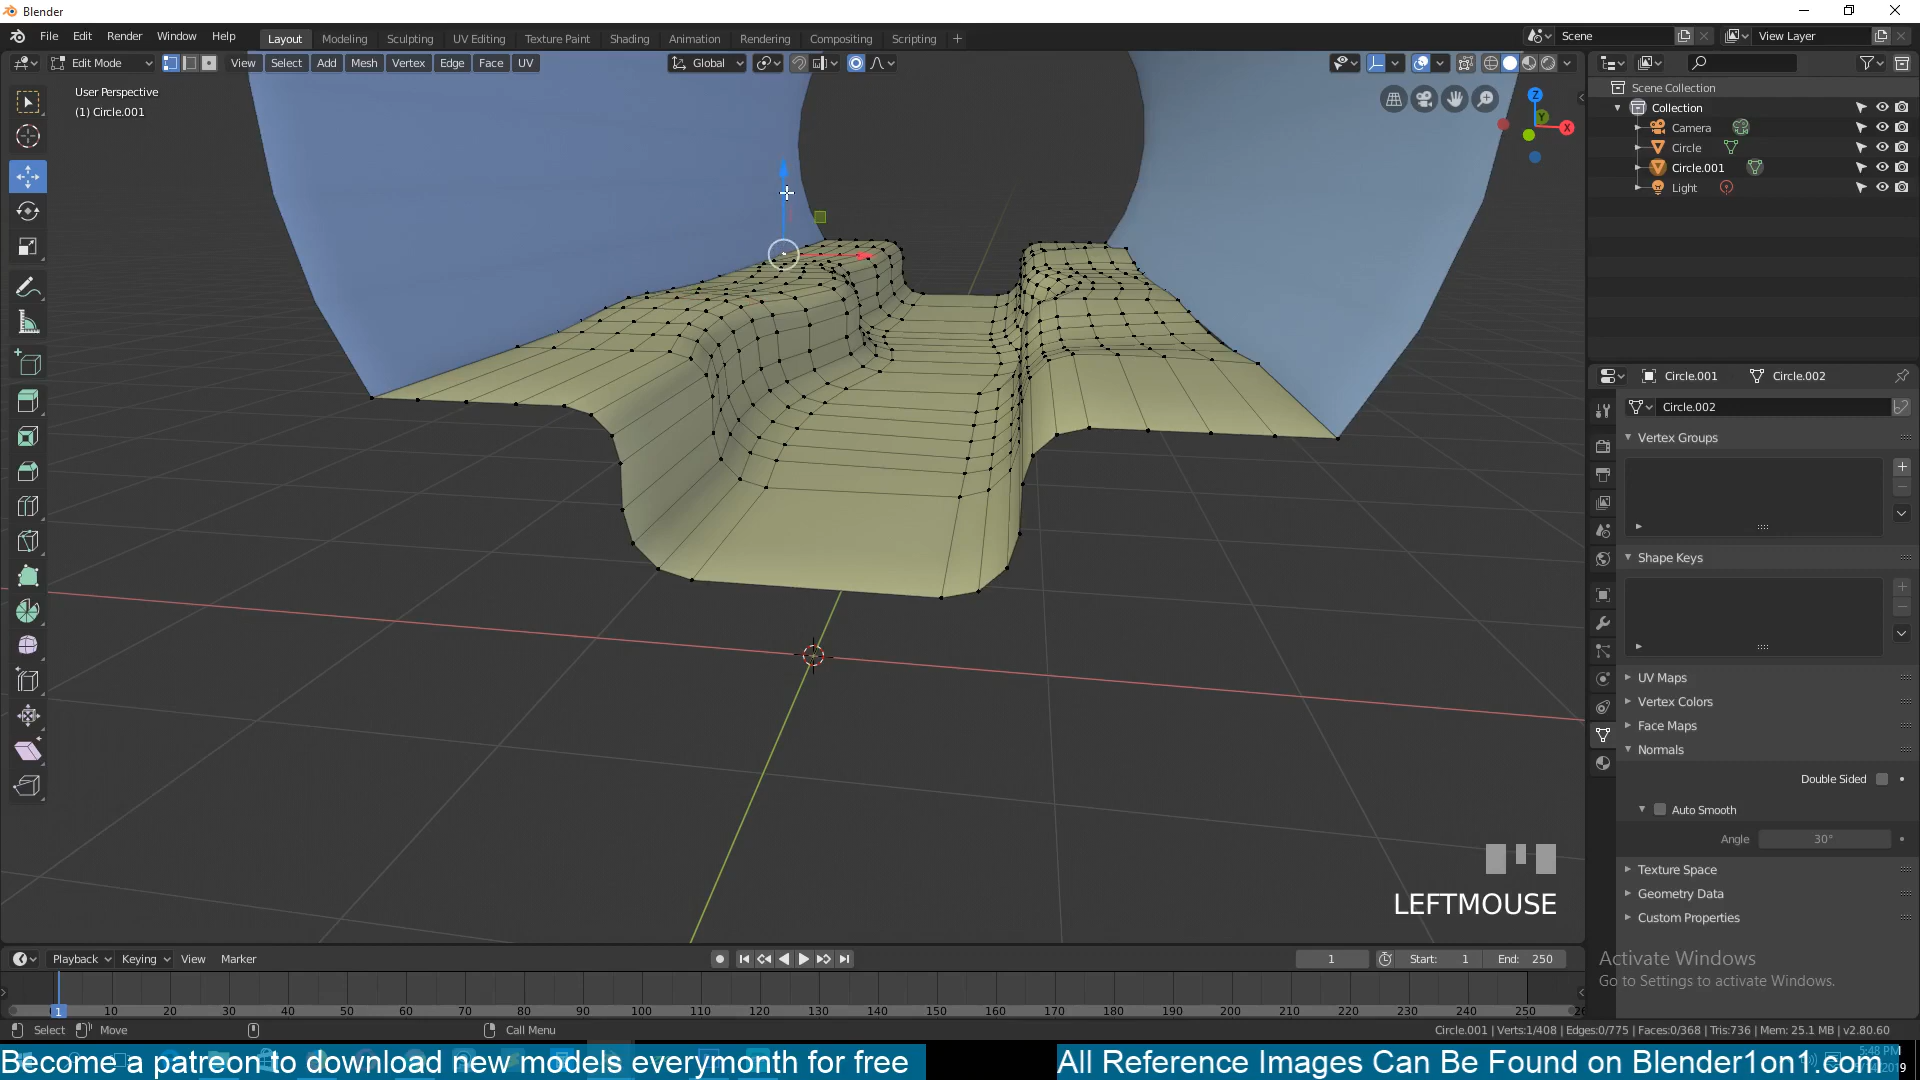 Blender
File Edit Render Window Help
Layout Modeling Sculpting UV Editing Texture Paint Shading Animation Rendering Compositing Scripting +
Scene
View Layer
Edit Mode
View Select Add Mesh Vertex Edge Face UV
Global
User Perspective
(1) Circle.001
Z
Y
X
Scene Collection
Collection
Camera
Circle
Circle.001
Light
Circle.001
Circle.002
Circle.002
Vertex Groups
Shape Keys
UV Maps
Vertex Colors
Face Maps
Normals
Double Sided
Auto Smooth
Angle 30°
Texture Space
Geometry Data
Custom Properties
LEFTMOUSE
Activate Windows
Go to Settings to activate Windows.
Playback Keying View Marker
1
Start: 1
End: 250
1 10 20 30 40 50 60 70 80 90 100 110 120 130 140 150 160 170 180 190 200 210 220 230 240 250
Select Move Call Menu
Circle.001 | Verts:1/408 | Edges:0/775 | Faces:0/368 | Tris:736 | Mem: 25.1 MB | v2.80.60
Become a patreon to download new models everymonth for free
All Reference Images Can Be Found on Blender1on1.com
5:48 PM